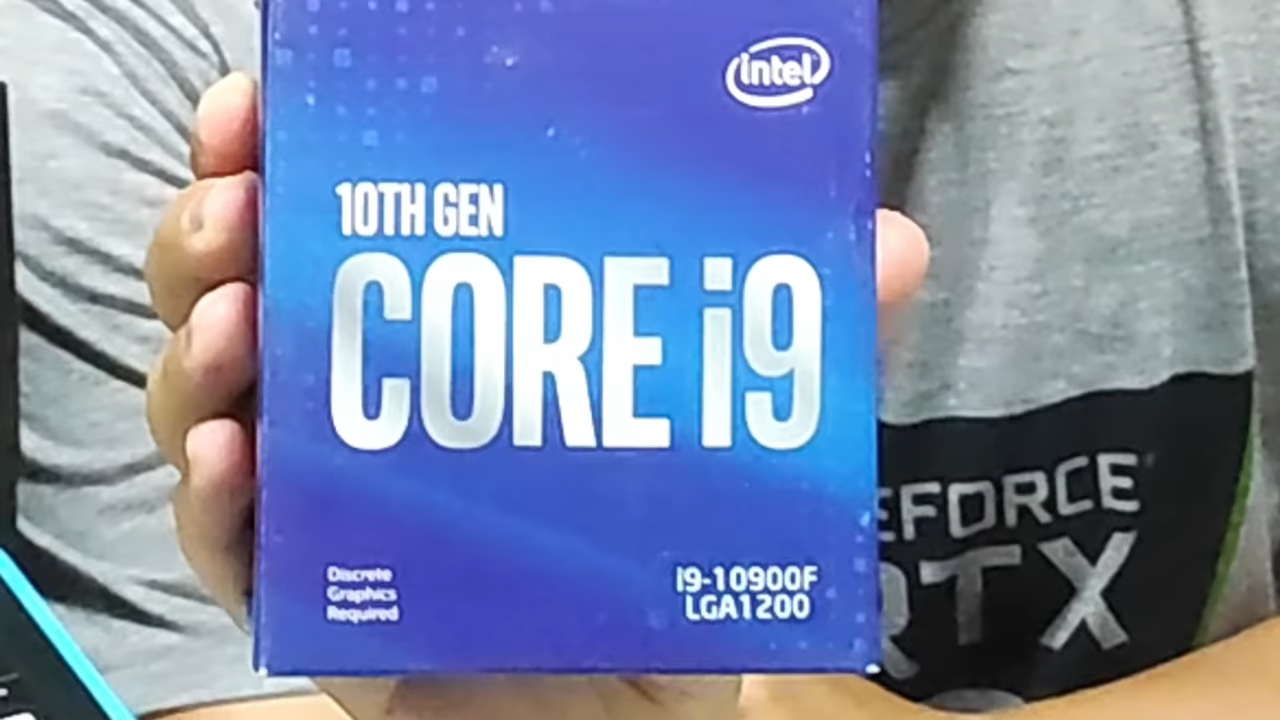 intel
10TH GEN
CORE i9
Discrete
Graphics
Required
i9-10900F
LGA1200
EFORCE
RTX